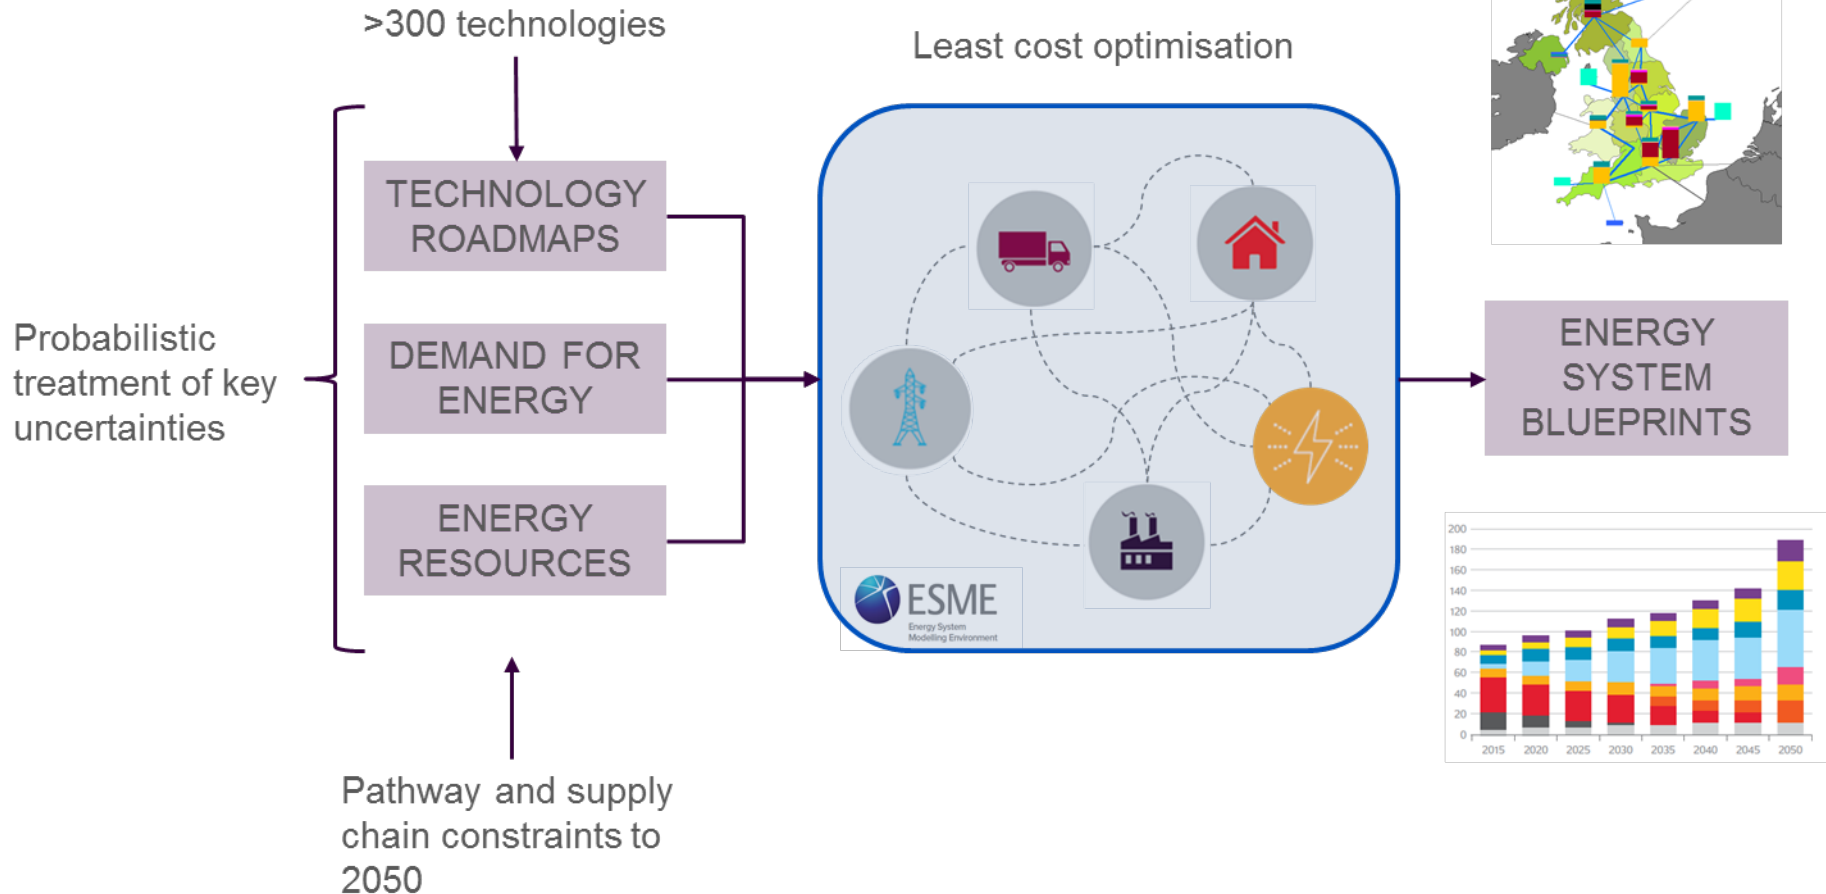 >300 technologies
Least cost optimisation
TECHNOLOGY
ROADMAPS
Probabilistic
treatment of key
uncertainties
DEMAND FOR
ENERGY
ENERGY
RESOURCES
Pathway and supply
chain constraints to
2050
ESME
Energy System
Modelling Environment
ENERGY
SYSTEM
BLUEPRINTS
200
180
160
140
120
100
80
60
40
20
0
2015 2020 2025 2030 2035 2040 2045 2050